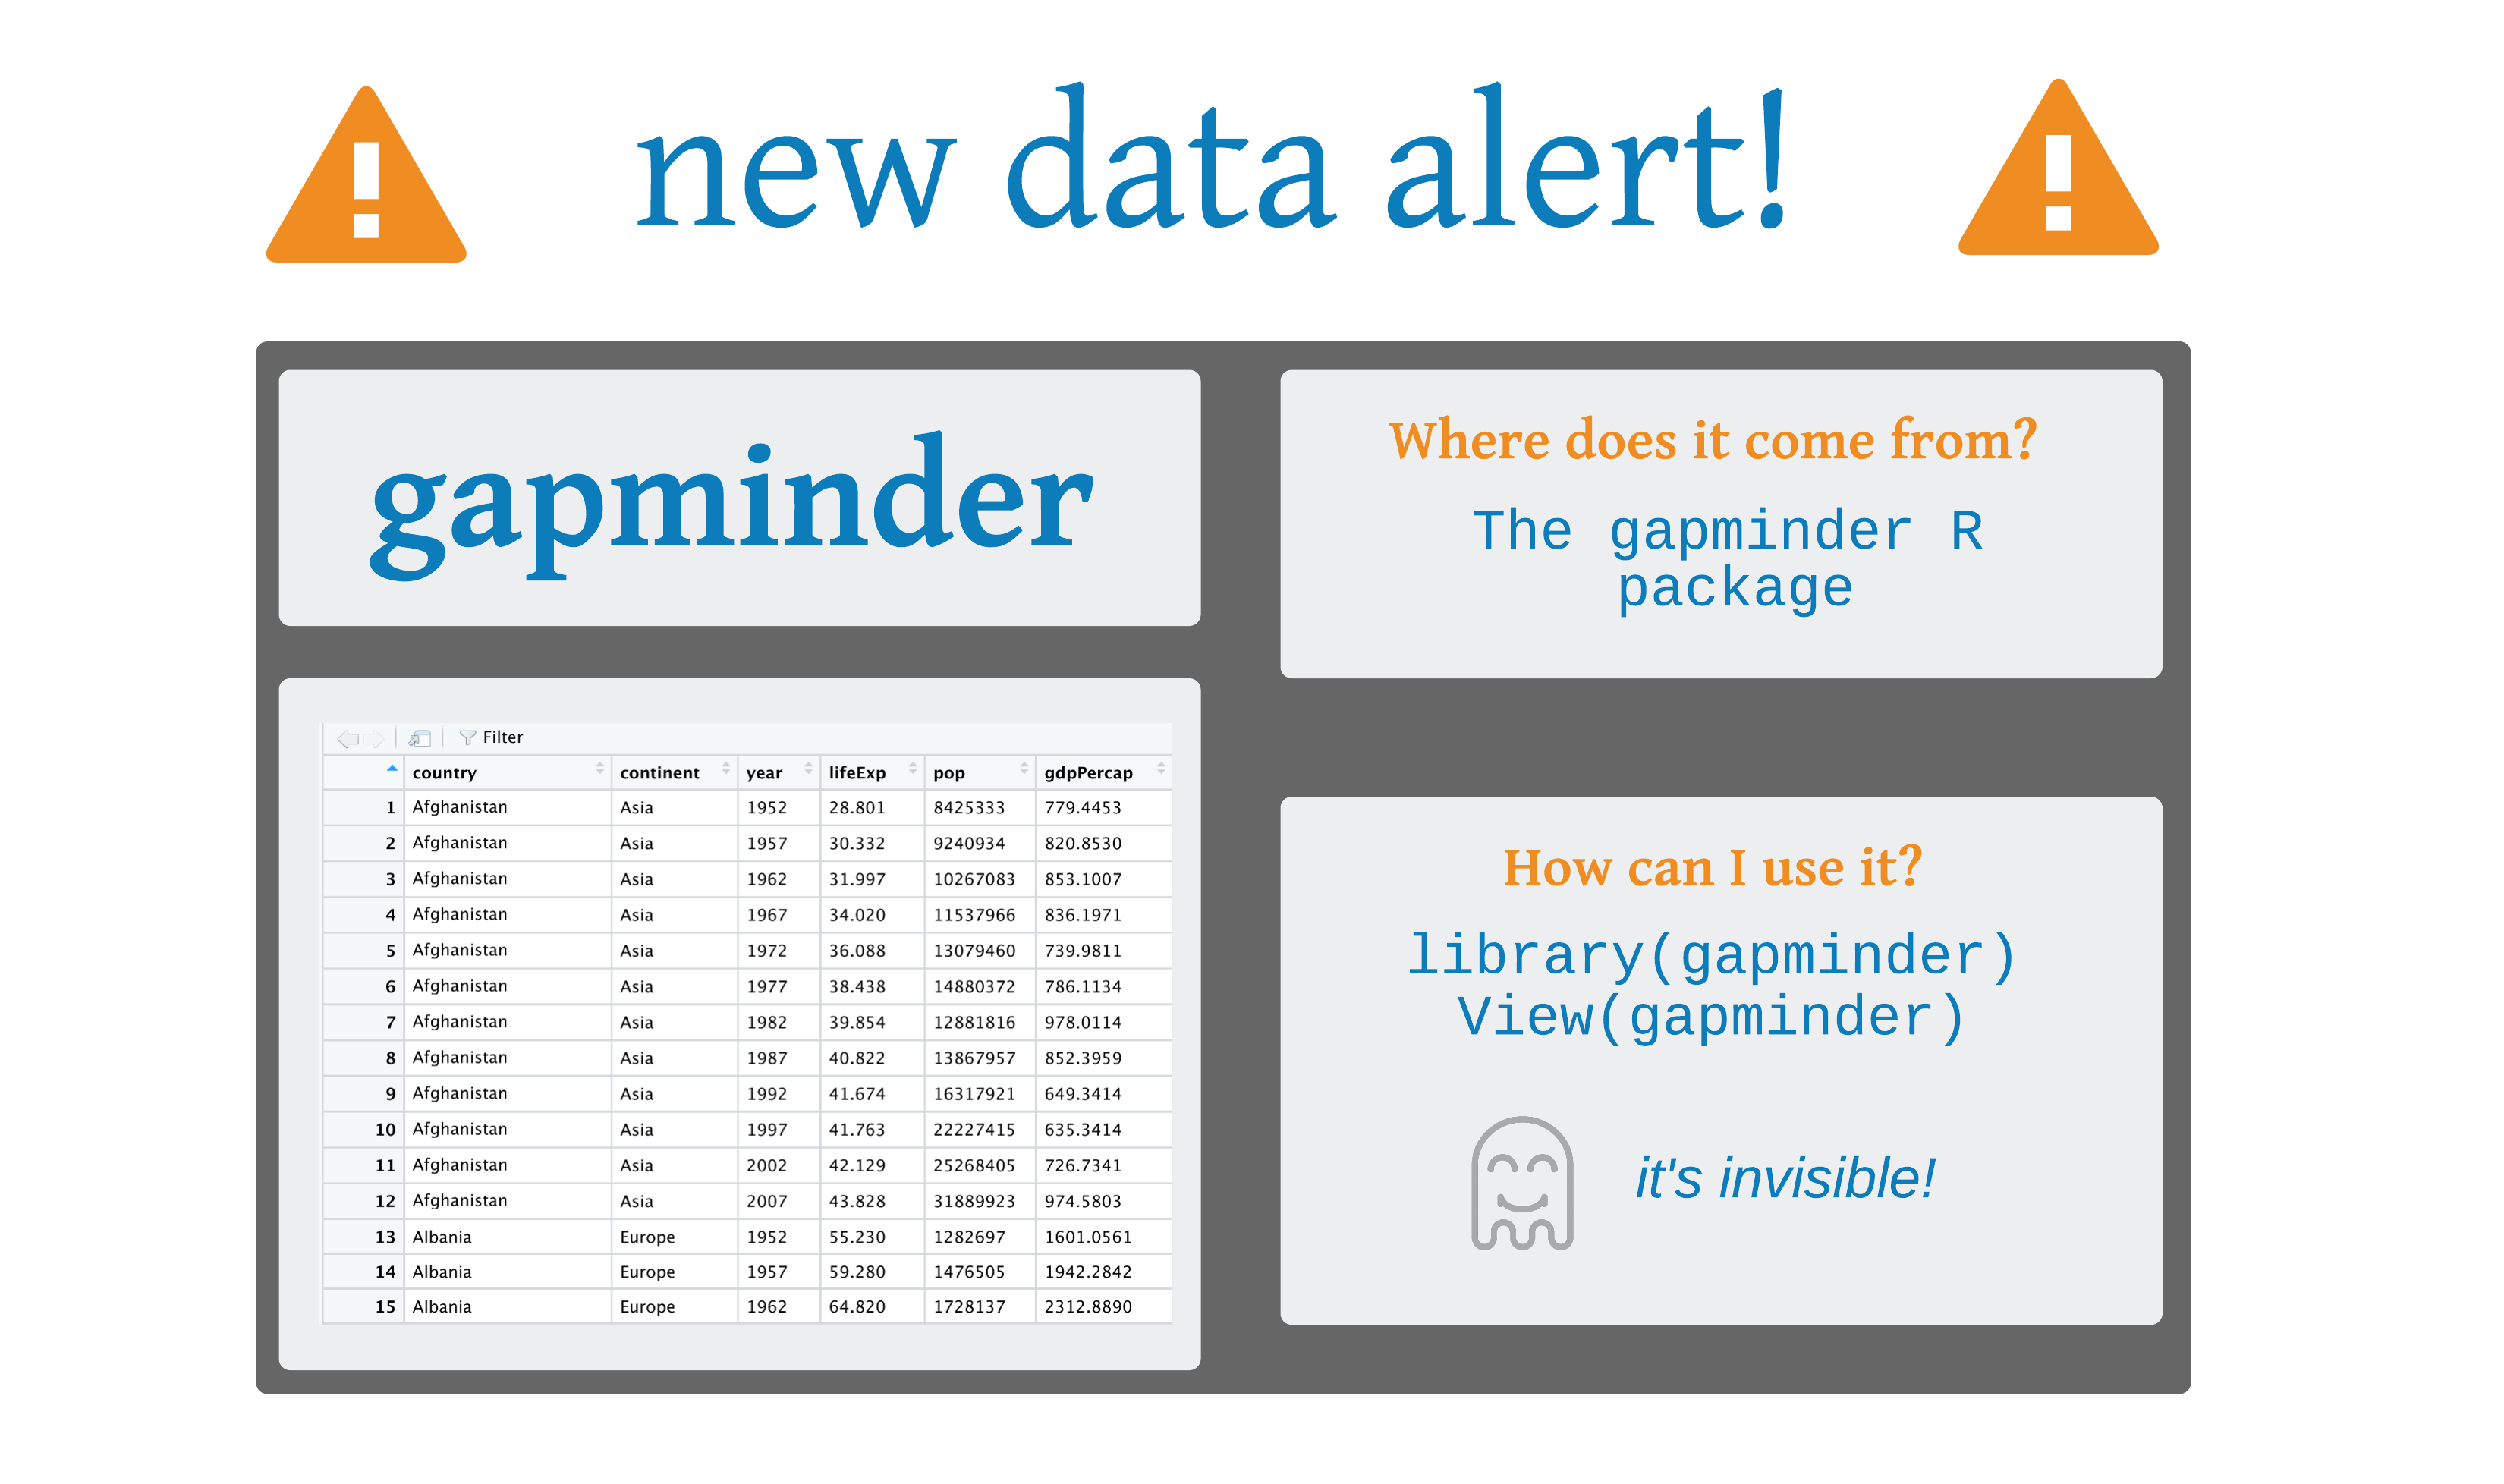 new data alert!
gapminder
Where does it come from?
The gapminder R
package
Filter
country continent year lifeExp pop gdpPercap
1 Afghanistan Asia 1952 28.801 8425333 779.4453
2 Afghanistan Asia 1957 30.332 9240934 820.8530
3 Afghanistan Asia 1962 31.997 10267083 853.1007
4 Afghanistan Asia 1967 34.020 11537966 836.1971
5 Afghanistan Asia 1972 36.088 13079460 739.9811
6 Afghanistan Asia 1977 38.438 14880372 786.1134
7 Afghanistan Asia 1982 39.854 12881816 978.0114
8 Afghanistan Asia 1987 40.822 13867957 852.3959
9 Afghanistan Asia 1992 41.674 16317921 649.3414
10 Afghanistan Asia 1997 41.763 22227415 635.3414
11 Afghanistan Asia 2002 42.129 25268405 726.7341
12 Afghanistan Asia 2007 43.828 31889923 974.5803
13 Albania Europe 1952 55.230 1282697 1601.0561
14 Albania Europe 1957 59.280 1476505 1942.2842
15 Albania Europe 1962 64.820 1728137 2312.8890
How can I use it?
library(gapminder)
View(gapminder)
it's invisible!